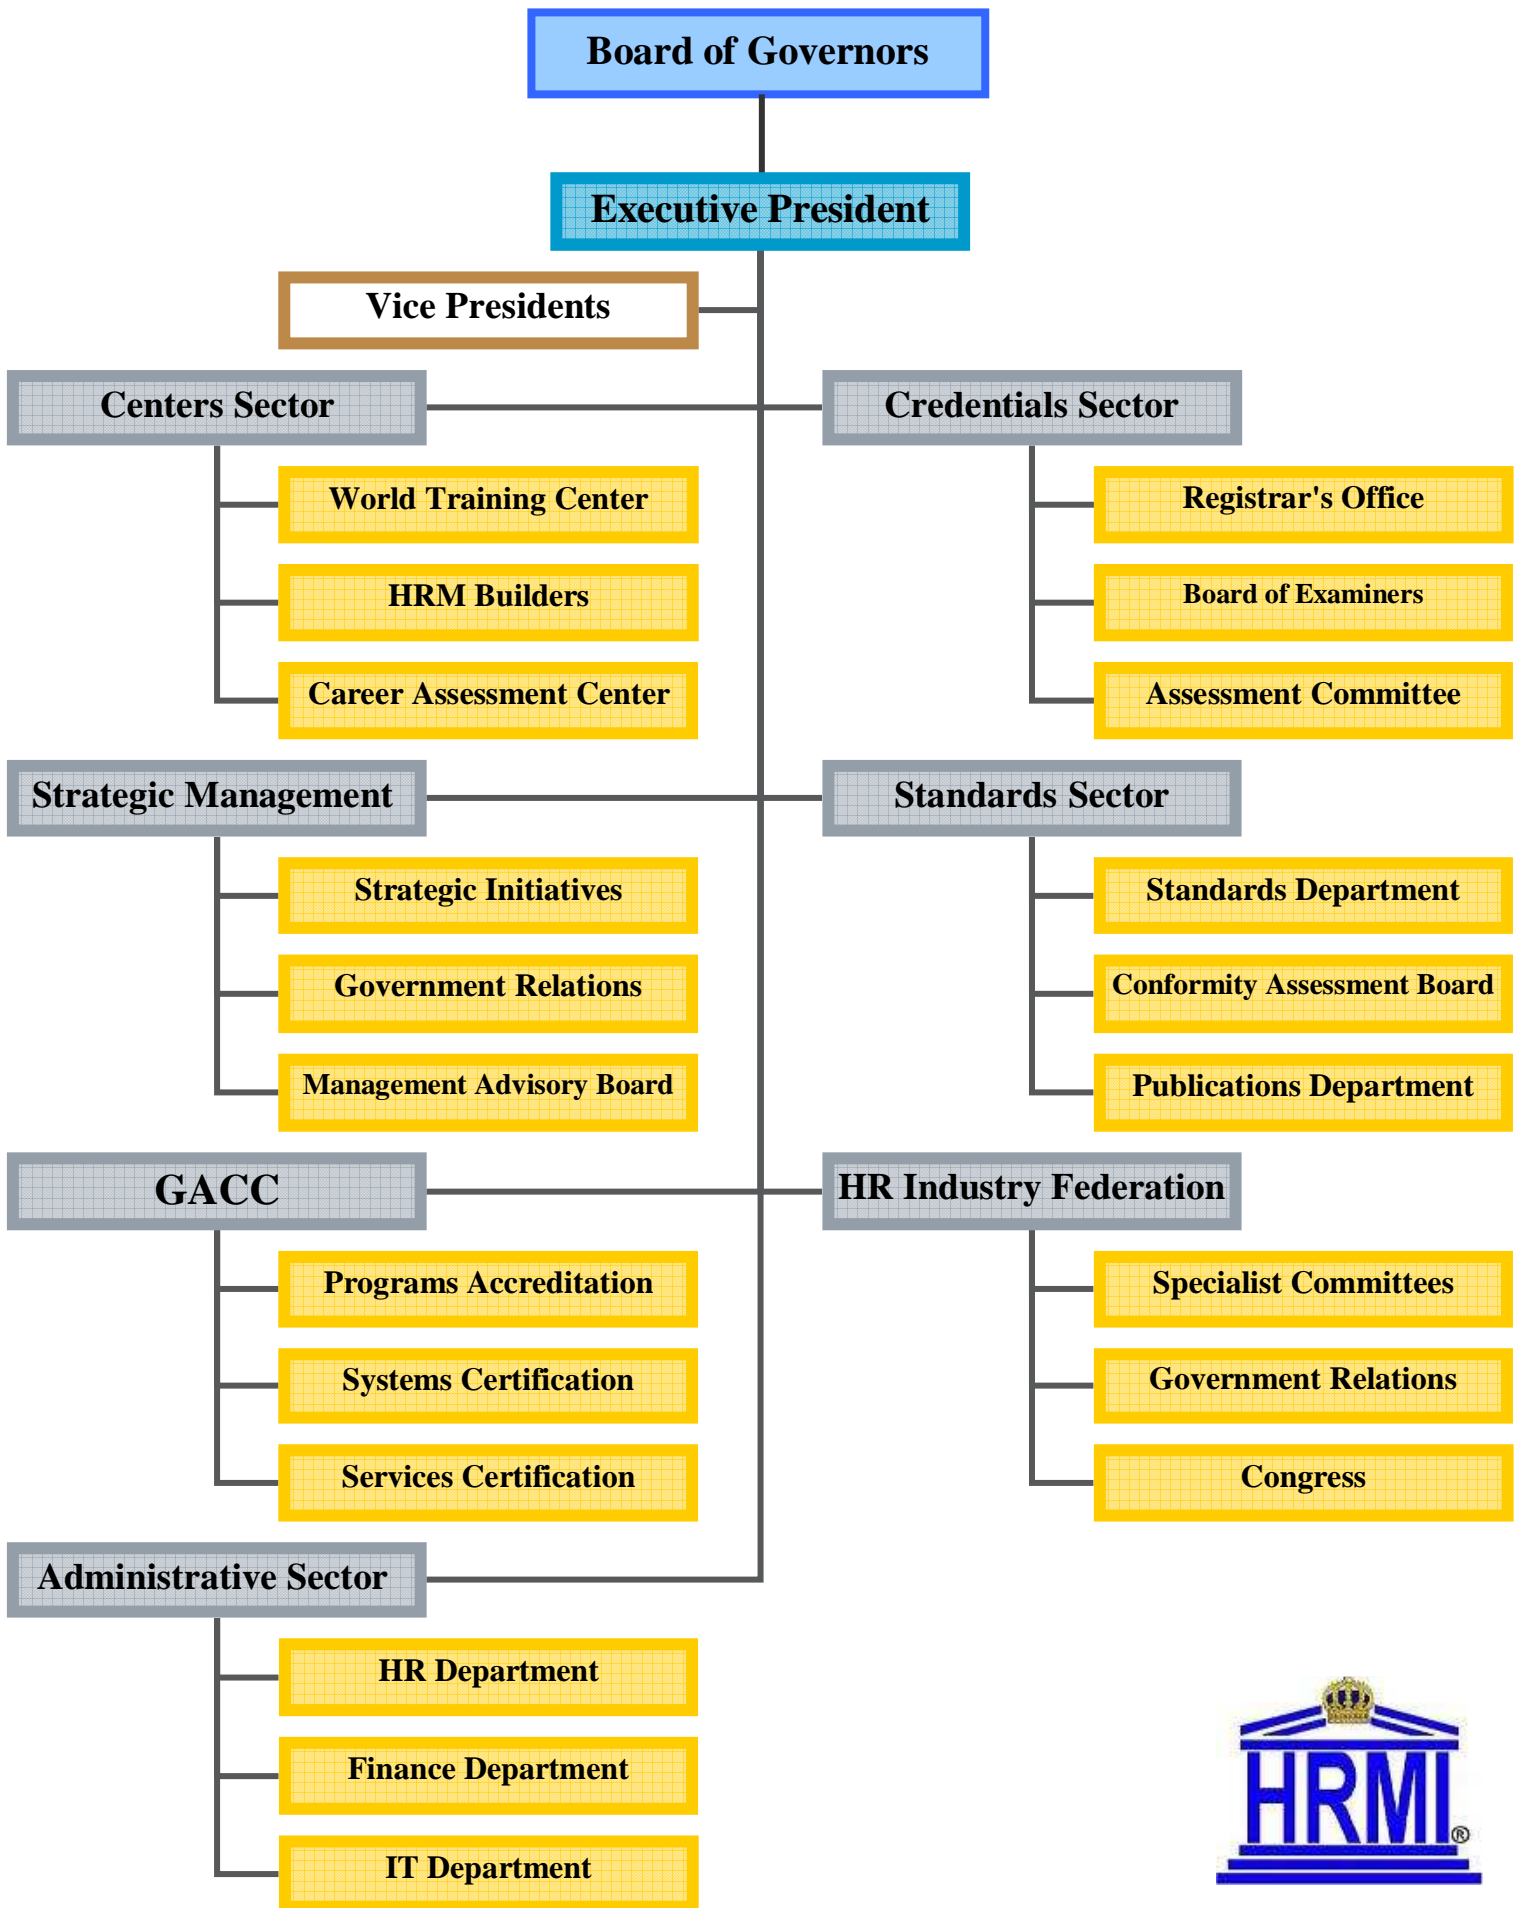 Board of Governors
Executive President
Vice Presidents
Centers Sector
World Training Center
HRM Builders
Career Assessment Center
Credentials Sector
Registrar's Office
Board of Examiners
Assessment Committee
Strategic Management
Strategic Initiatives
Government Relations
Management Advisory Board
Standards Sector
Standards Department
Conformity Assessment Board
Publications Department
GACC
Programs Accreditation
Systems Certification
Services Certification
HR Industry Federation
Specialist Committees
Government Relations
Congress
Administrative Sector
HR Department
Finance Department
IT Department
HRMI®